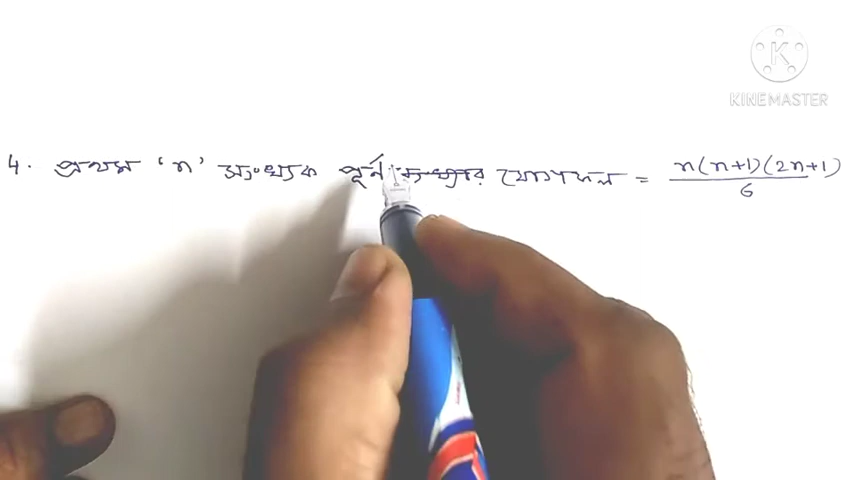 KINEMASTER
4. প্রথম 'n' সংখ্যক পূর্ন সংখ্যার যোগফল = n(n+1)(2n+1)/6